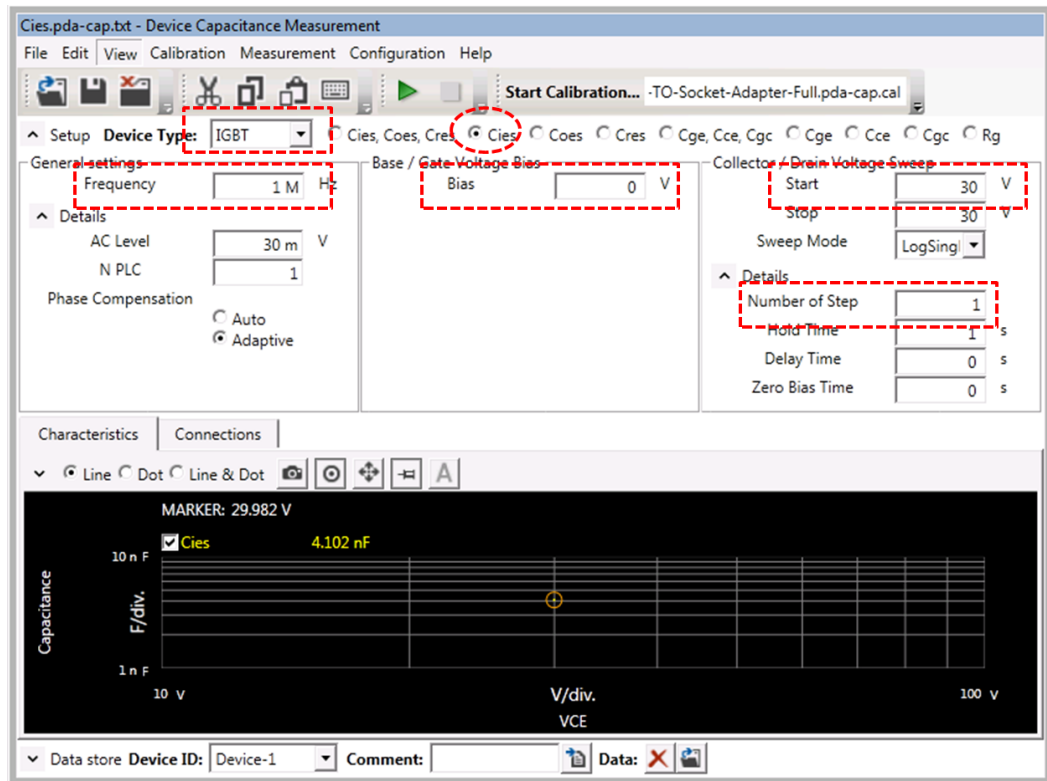 Cies.pda-cap.txt - Device Capacitance Measurement
File Edit View Calibration Measurement Configuration Help
Start Calibration... -TO-Socket-Adapter-Full.pda-cap.cal
Setup Device Type: IGBT Cies, Coes, Cres Cies Coes Cres Cge, Cce, Cgc Cge Cce Cgc Rg
General settings Base / Gate Voltage Bias Collector / Drain Voltage Sweep
Frequency 1 M Hz Bias 0 V Start 30 V
Details Stop 30 V
AC Level 30 m V Sweep Mode LogSingl
N PLC 1 Details
Phase Compensation Number of Step 1
Auto Hold Time 1 s
Adaptive Delay Time 0 s
Zero Bias Time 0 s
Characteristics Connections
Line Dot Line & Dot A
MARKER: 29.982 V
Cies 4.102 nF
10 n F
Capacitance
F/div.
1 n F
10 V V/div. 100 V
VCE
Data store Device ID: Device-1 Comment: Data: